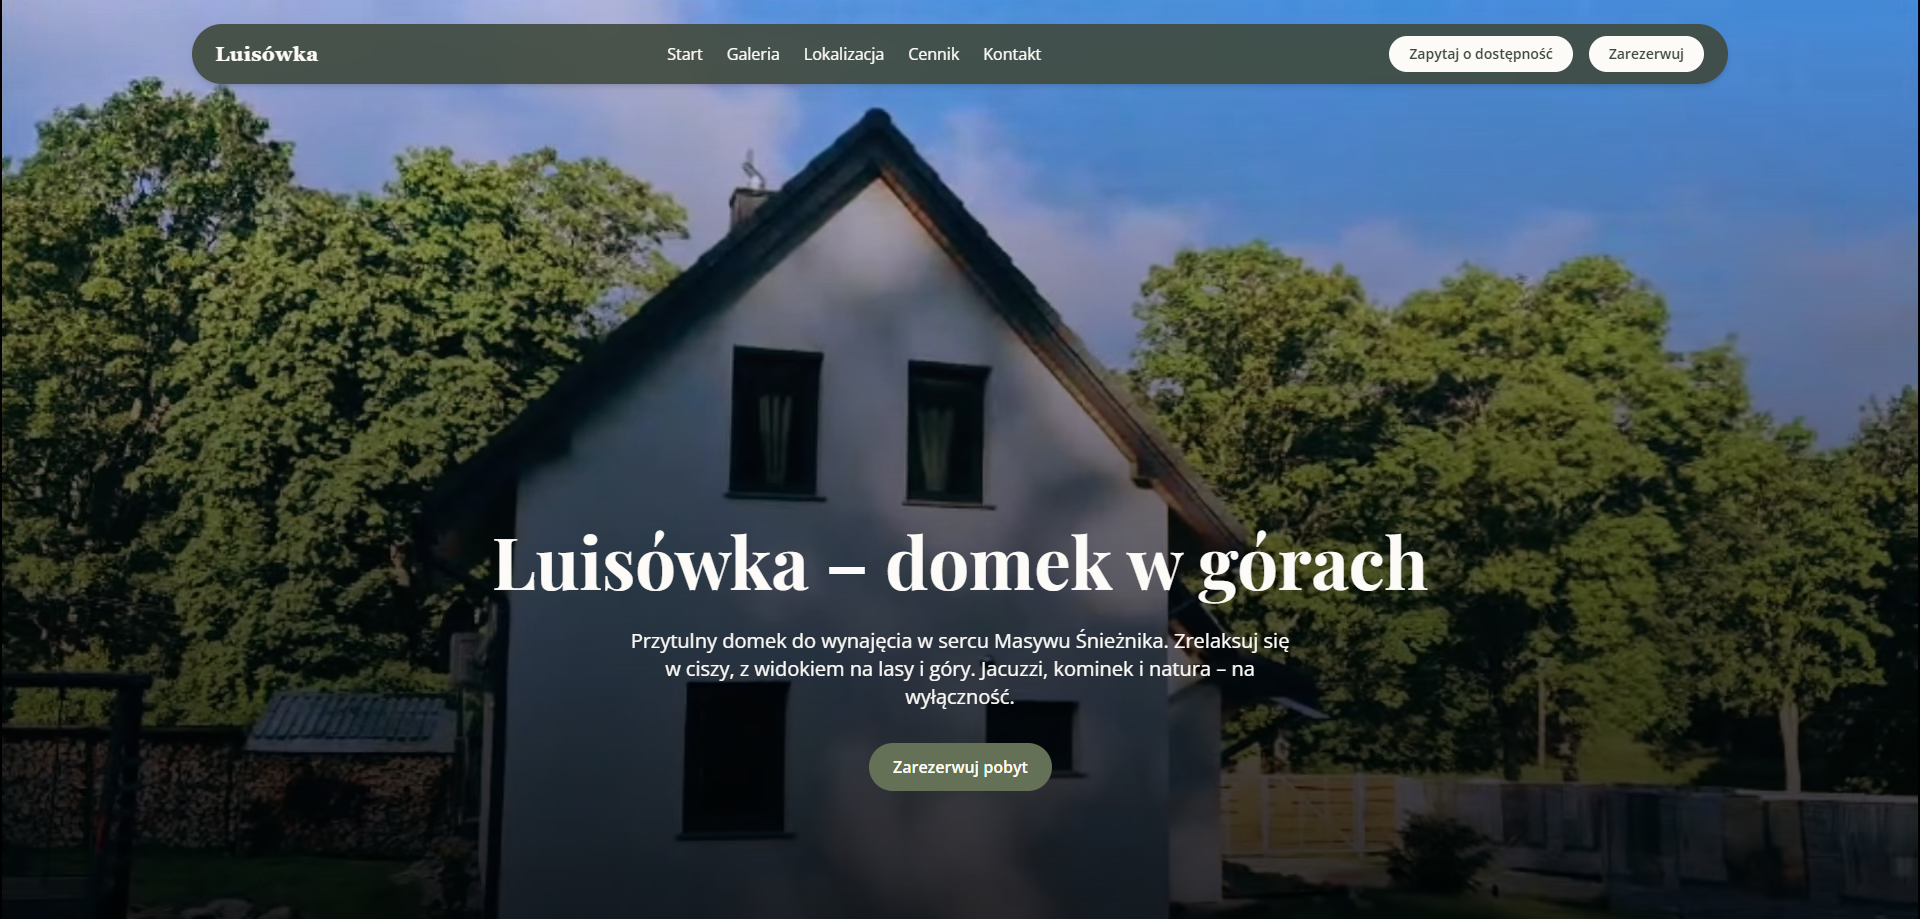 Luisówka
Start Galeria Lokalizacja Cennik Kontakt
Zapytaj o dostępność Zarezerwuj
Luisówka – domek w górach
Przytulny domek do wynajęcia w sercu Masywu Śnieżnika. Zrelaksuj się
w ciszy, z widokiem na lasy i góry. Jacuzzi, kominek i natura – na
wyłączność.
Zarezerwuj pobyt